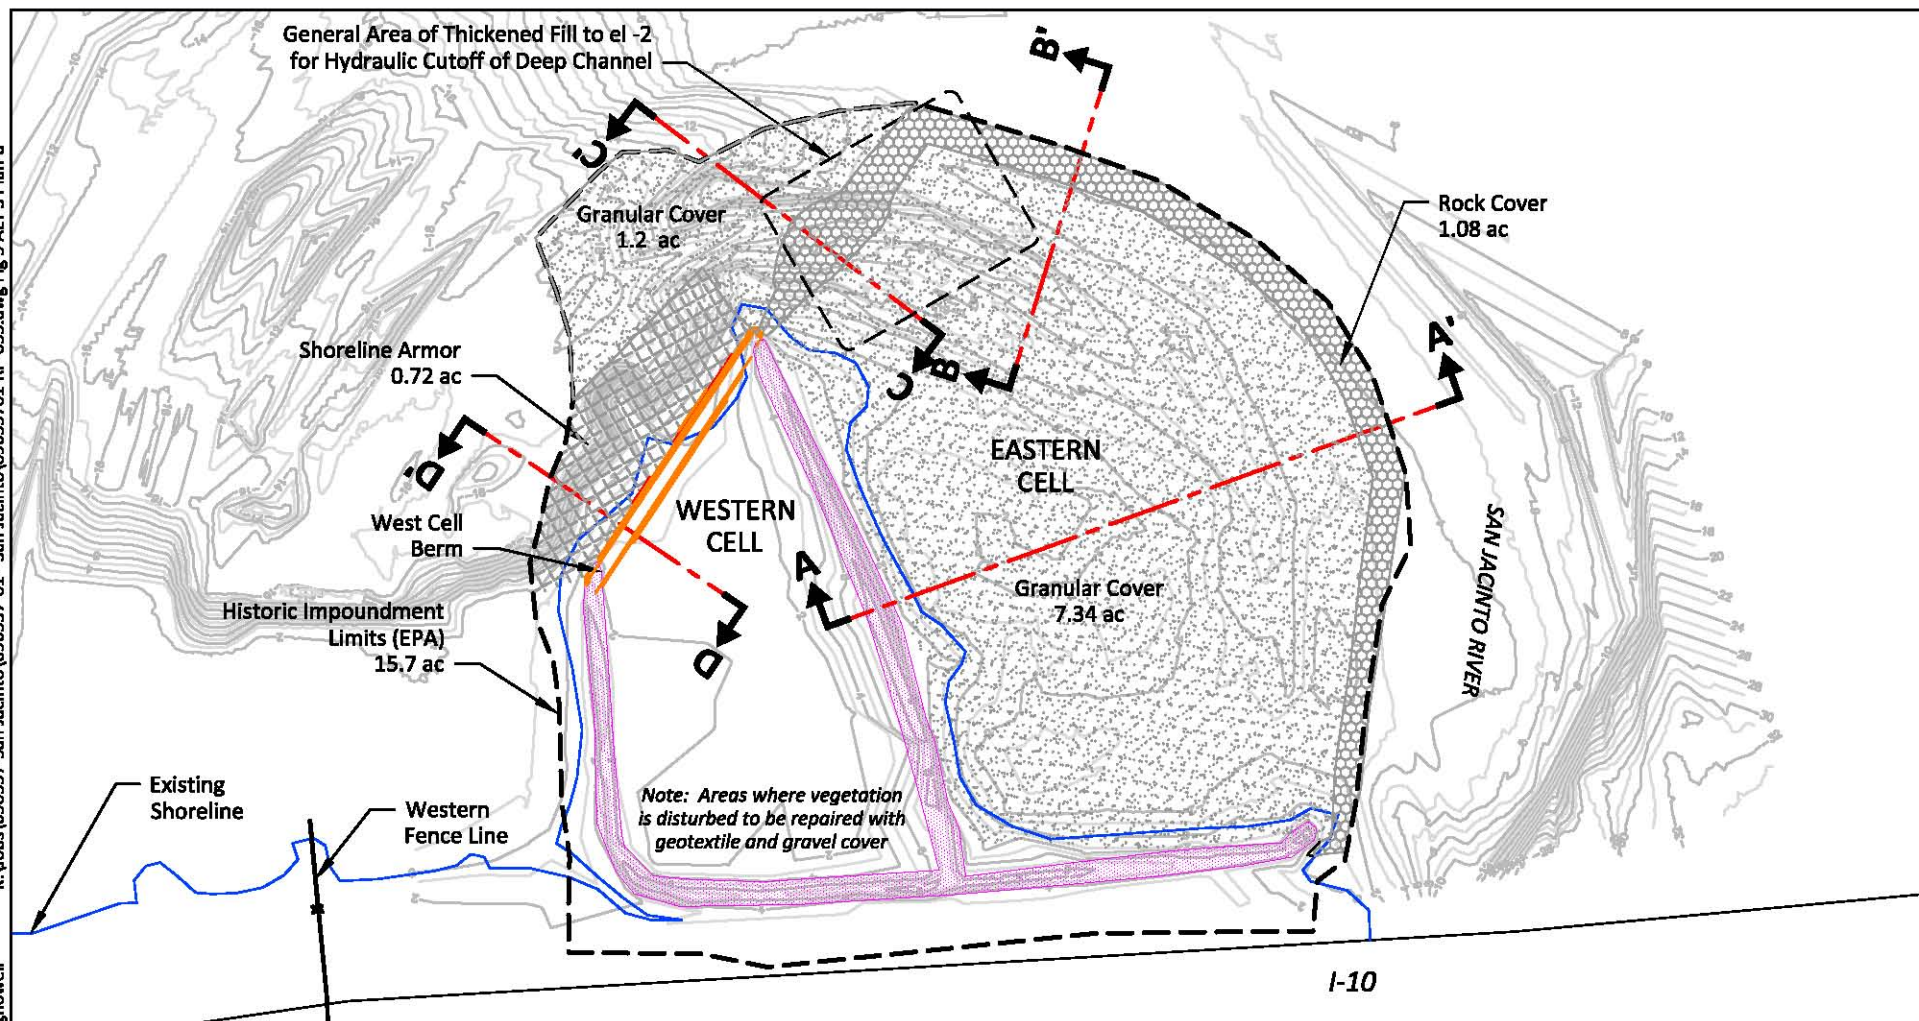 General Area of Thickened Fill to el -2
for Hydraulic Cutoff of Deep Channel
B'
C'
Granular Cover
1.2 ac
Rock Cover
1.08 ac
A'
Shoreline Armor
0.72 ac
C
B
D'
EASTERN
CELL
WESTERN
CELL
West Cell
Berm
A
Granular Cover
7.34 ac
SAN JACINTO RIVER
Historic Impoundment
Limits (EPA)
15.7 ac
D
Existing
Shoreline
Western
Fence Line
Note: Areas where vegetation
is disturbed to be repaired with
geotextile and gravel cover
I-10